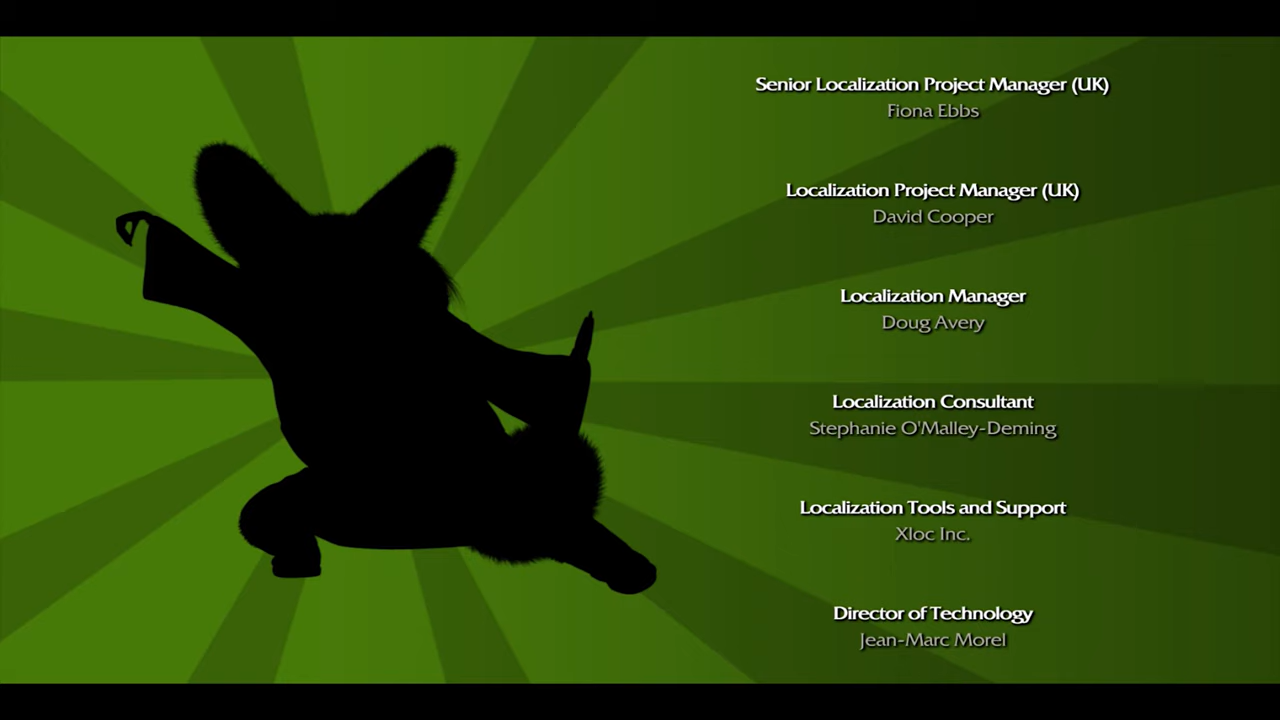 Senior Localization Project Manager (UK)
Fiona Ebbs
Localization Project Manager (UK)
David Cooper
Localization Manager
Doug Avery
Localization Consultant
Stephanie O'Malley-Deming
Localization Tools and Support
Xloc Inc.
Director of Technology
Jean-Marc Morel